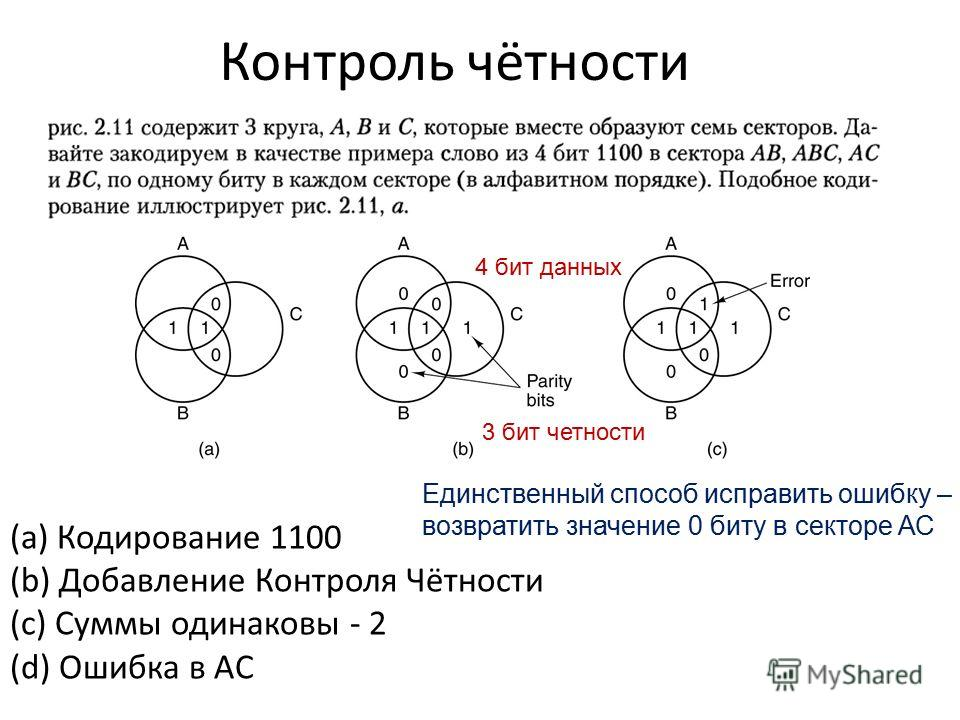 Контроль чётности
рис. 2.11 содержит 3 круга, A, B и C, которые вместе образуют семь секторов. Да-
вайте закодируем в качестве примера слово из 4 бит 1100 в сектора AB, ABC, AC
и BC, по одному биту в каждом секторе (в алфавитном порядке). Подобное коди-
рование иллюстрирует рис. 2.11, а.
A
0
1 1
0
C
B
(a)
A
0
0
1 1 1
0
0
C
B
Parity
bits
(b)
4 бит данных
3 бит четности
A
0
1
1 1 1
0
0
Error
C
B
(c)
Единственный способ исправить ошибку –
возвратить значение 0 биту в секторе AC
(a) Кодирование 1100
(b) Добавление Контроля Чётности
(c) Суммы одинаковы - 2
(d) Ошибка в AC
MyShared